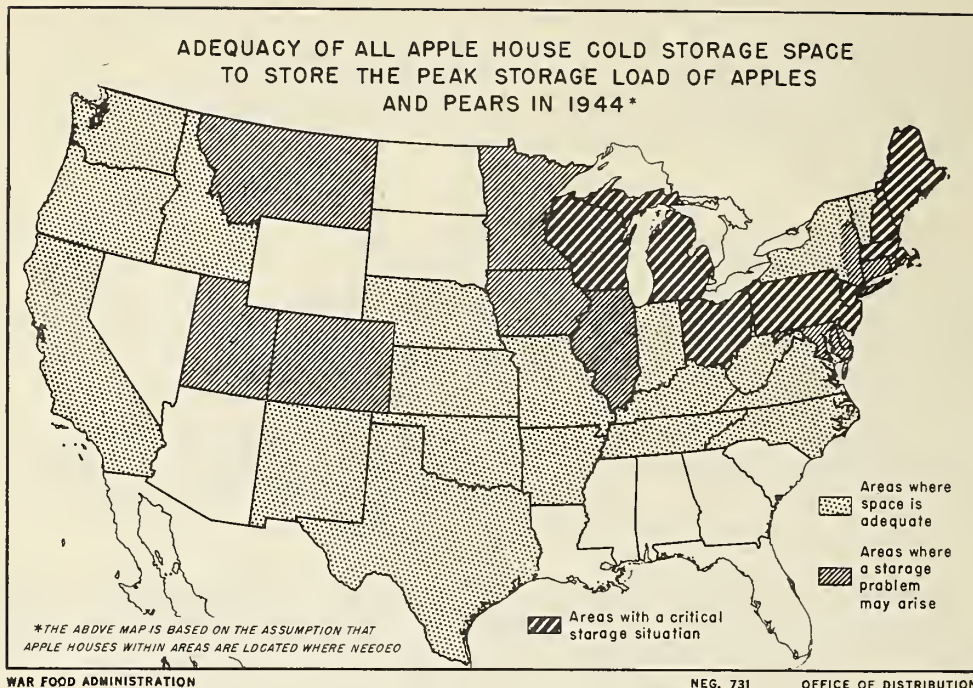 ADEQUACY OF ALL APPLE HOUSE COLD STORAGE SPACE
TO STORE THE PEAK STORAGE LOAD OF APPLES
AND PEARS IN 1944*
Areas where
space is
adequate
Areas where
a starage
problem
may arise
Areas with a critical
starage situation
*THE ABOVE MAP IS BASED ON THE ASSUMPTION THAT
APPLE HOUSES WITHIN AREAS ARE LOCATED WHERE NEEDED
WAR FOOD ADMINISTRATION
NEG. 731 OFFICE OF DISTRIBUTION